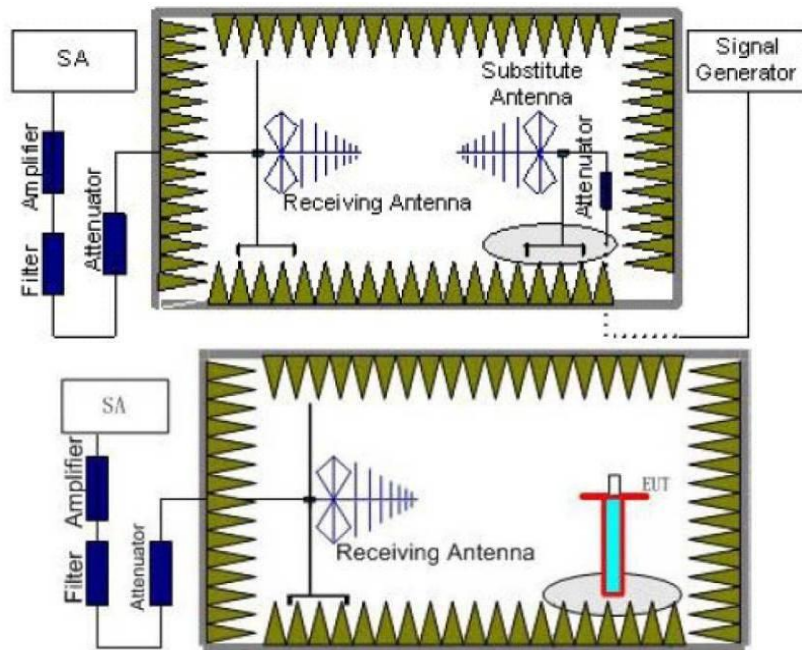 SA
Signal
Generator
Substitute
Antenna
Amplifier
Filter
Attenuator
Receiving Antenna
Attenuator
SA
Amplifier
Filter
Attenuator
Receiving Antenna
EUT